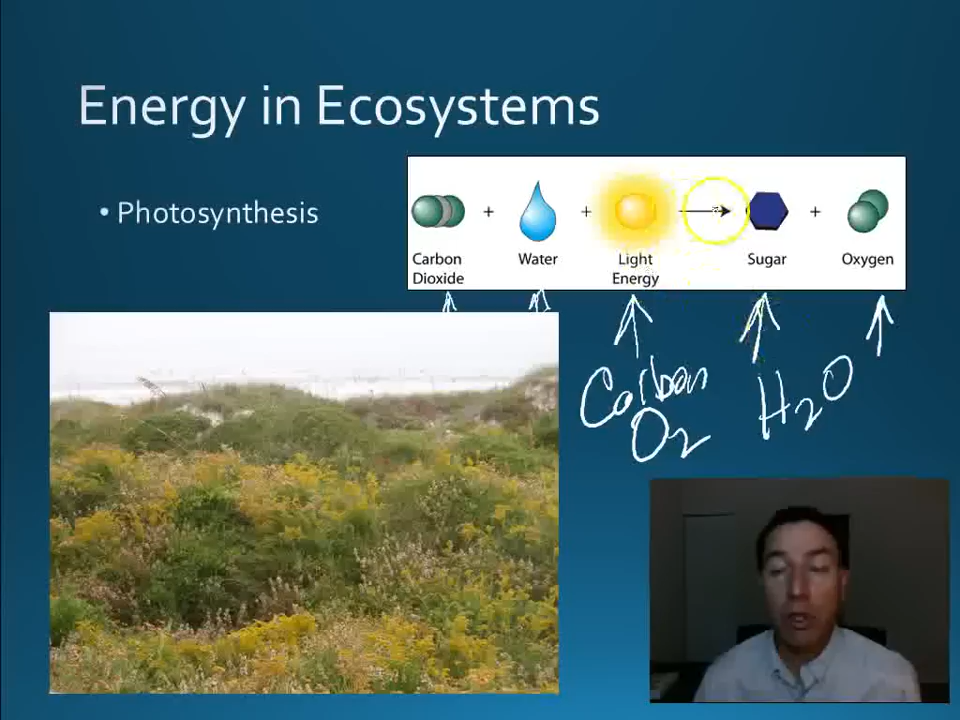 Energy in Ecosystems
• Photosynthesis
+ + + 
Carbon Dioxide Water Light Energy Sugar Oxygen
Carbon H2O
O2